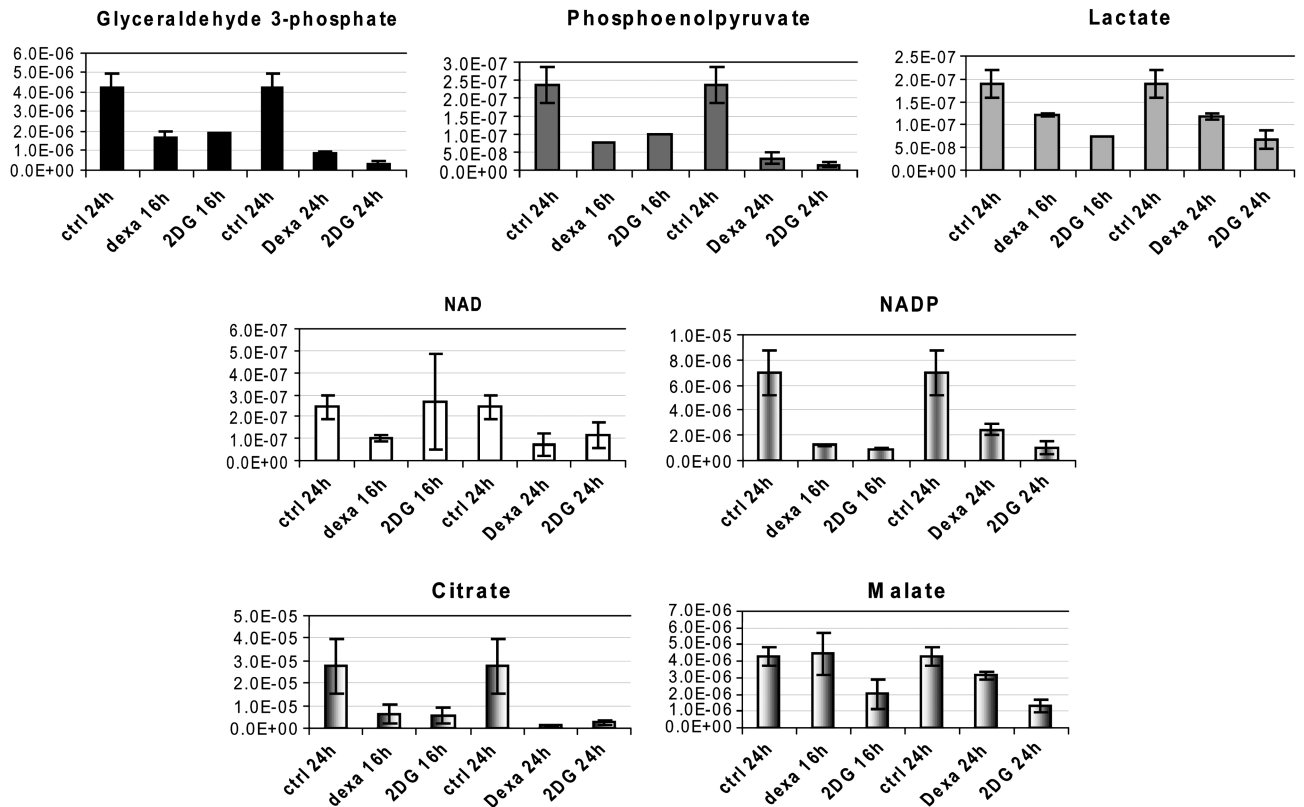 Glyceraldehyde 3-phosphate
6.0E-06
5.0E-06
4.0E-06
3.0E-06
2.0E-06
1.0E-06
0.0E+00
ctrl 24h
dexa 16h
2DG 16h
ctrl 24h
Dexa 24h
2DG 24h
Phosphoenolpyruvate
3.0E-07
2.5E-07
2.0E-07
1.5E-07
1.0E-07
5.0E-08
0.0E+00
ctrl 24h
dexa 16h
2DG 16h
ctrl 24h
Dexa 24h
2DG 24h
Lactate
2.5E-07
2.0E-07
1.5E-07
1.0E-07
5.0E-08
0.0E+00
ctrl 24h
dexa 16h
2DG 16h
ctrl 24h
Dexa 24h
2DG 24h
NAD
6.0E-07
5.0E-07
4.0E-07
3.0E-07
2.0E-07
1.0E-07
0.0E+00
ctrl 24h
dexa 16h
2DG 16h
ctrl 24h
Dexa 24h
2DG 24h
NADP
1.0E-05
8.0E-06
6.0E-06
4.0E-06
2.0E-06
0.0E+00
ctrl 24h
dexa 16h
2DG 16h
ctrl 24h
Dexa 24h
2DG 24h
Citrate
5.0E-05
4.0E-05
3.0E-05
2.0E-05
1.0E-05
0.0E+00
ctrl 24h
dexa 16h
2DG 16h
ctrl 24h
Dexa 24h
2DG 24h
Malate
7.0E-06
6.0E-06
5.0E-06
4.0E-06
3.0E-06
2.0E-06
1.0E-06
0.0E+00
ctrl 24h
dexa 16h
2DG 16h
ctrl 24h
Dexa 24h
2DG 24h